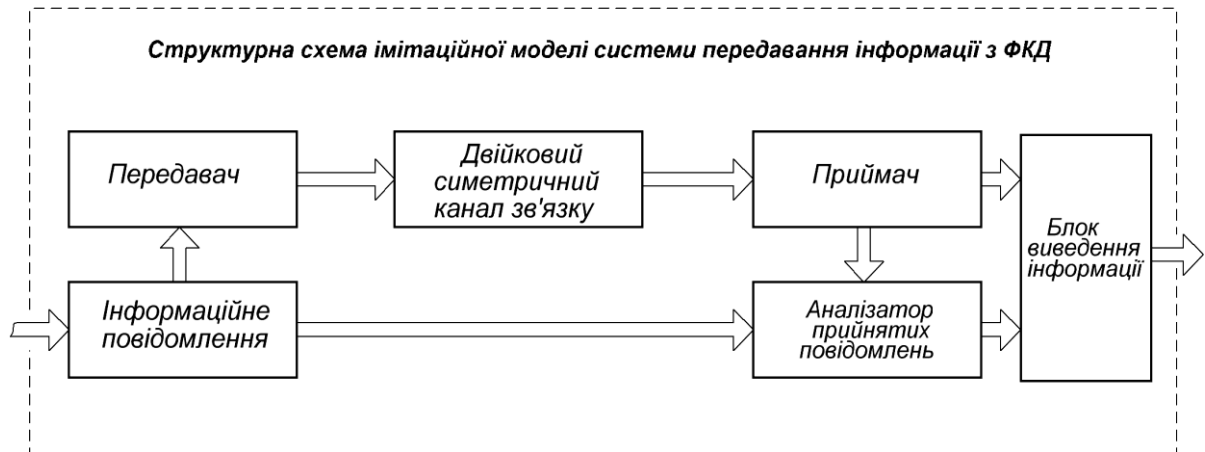 Структурна схема імітаційної моделі системи передавання інформації з ФКД
Передавач
Двійковий
симетричний
канал зв'язку
Приймач
Блок
виведення
інформації
Інформаційне
повідомлення
Аналізатор
прийнятих
повідомлень